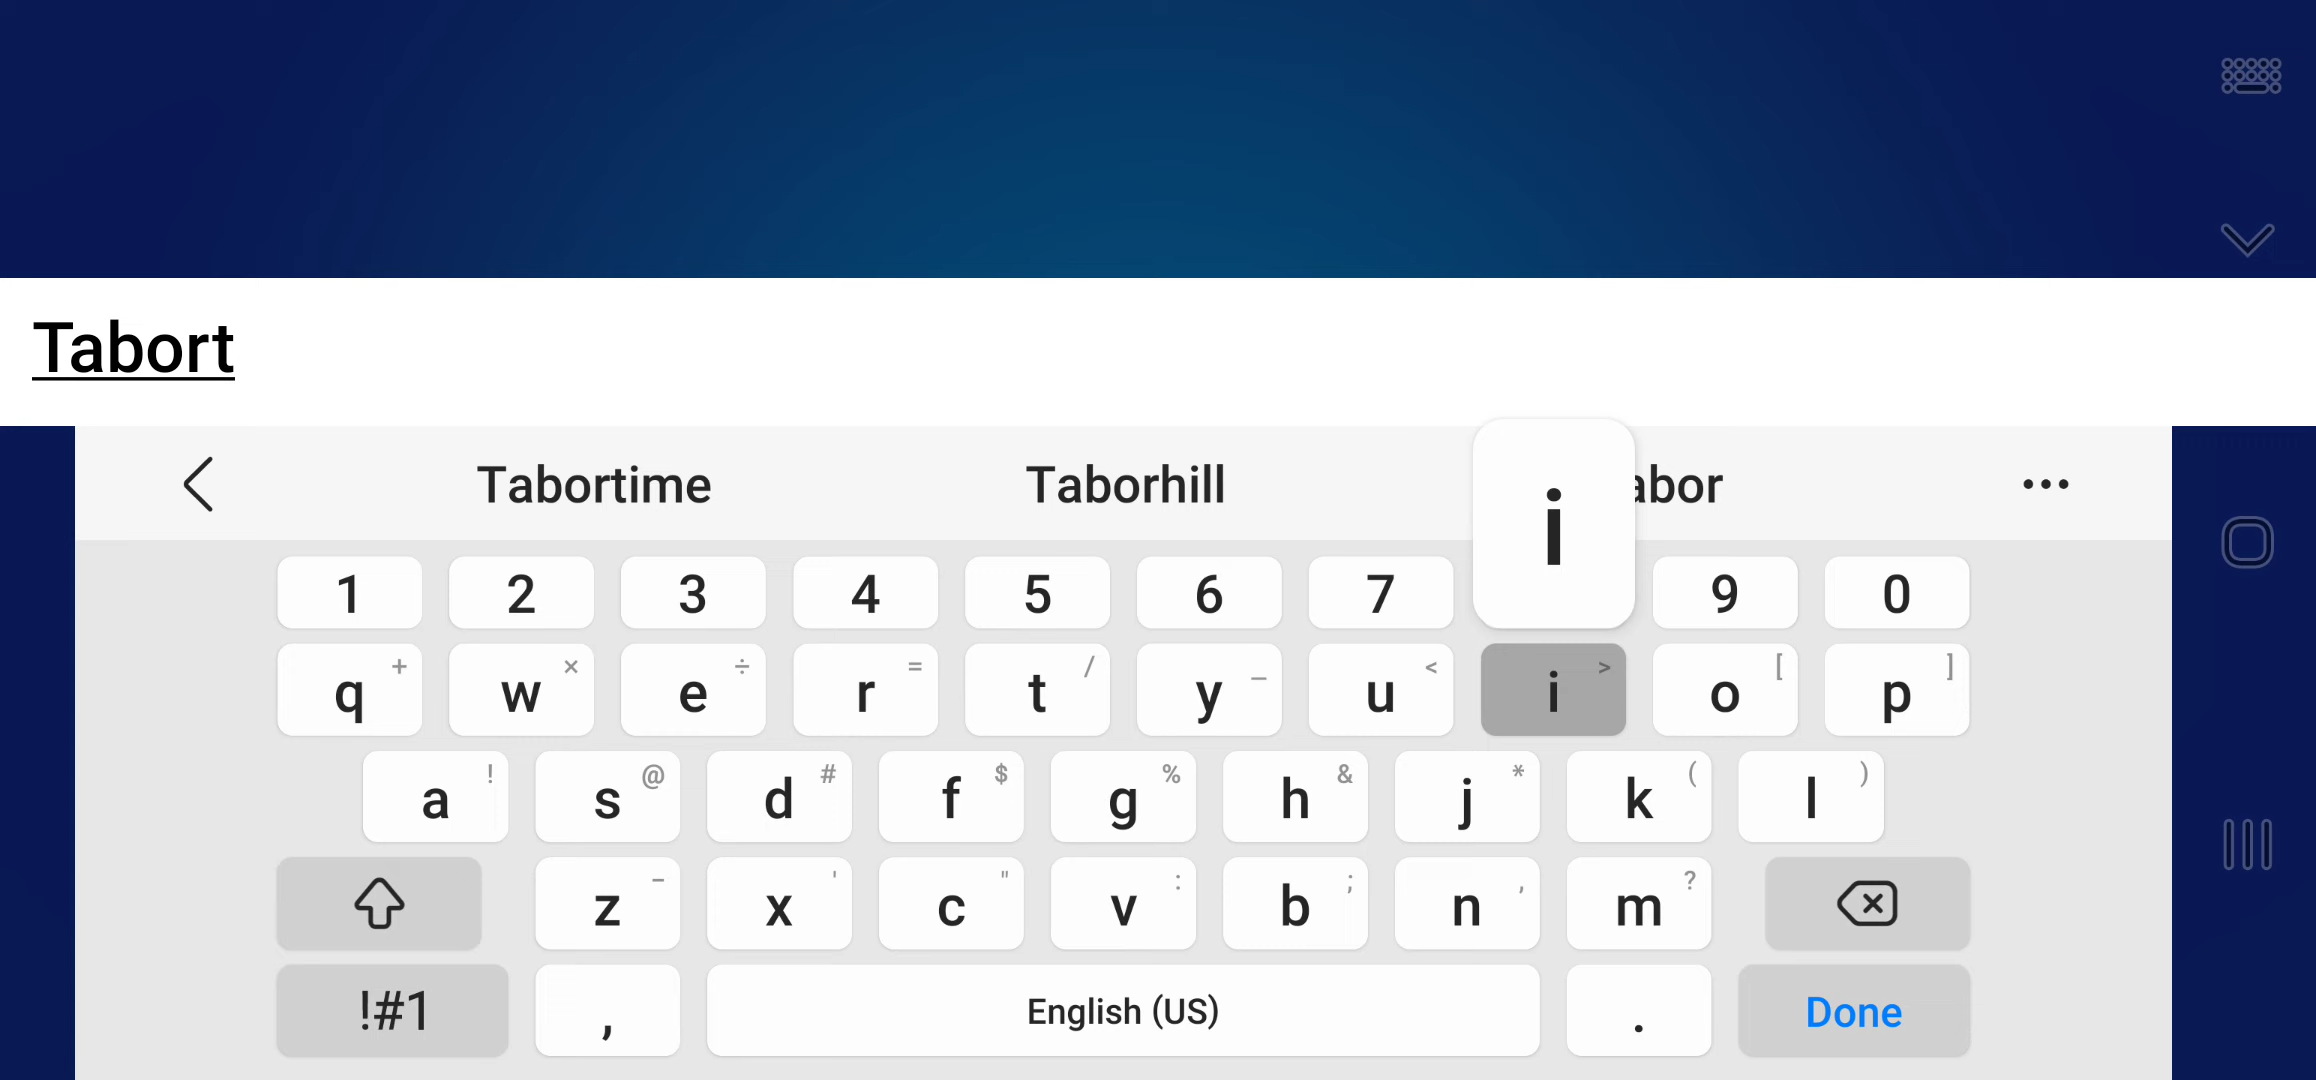 Tabort
Tabortime Taborhill abor
i
1 2 3 4 5 6 7 9 0
q + w × e ÷ r = t / y _ u < i > o [ p ]
a ! s @ d # f $ g % h & j * k ( l )
z - x ' c " v : b ; n , m ?
!#1 , English (US) . Done